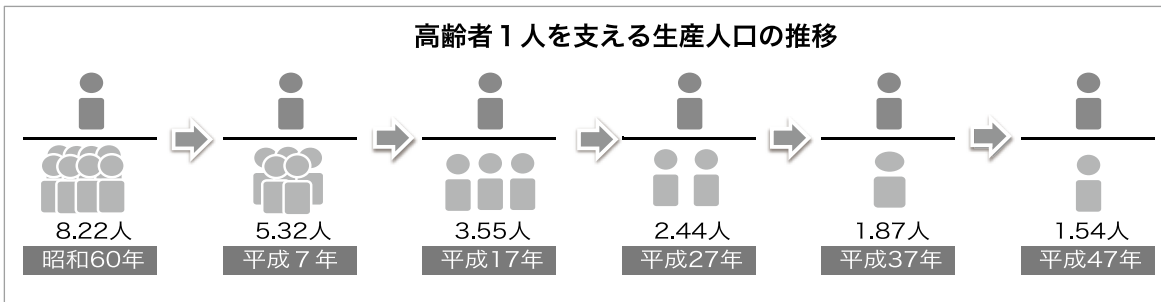 高齢者1人を支える生産人口の推移
8.22人
昭和60年
5.32人
平成7年
3.55人
平成17年
2.44人
平成27年
1.87人
平成37年
1.54人
平成47年